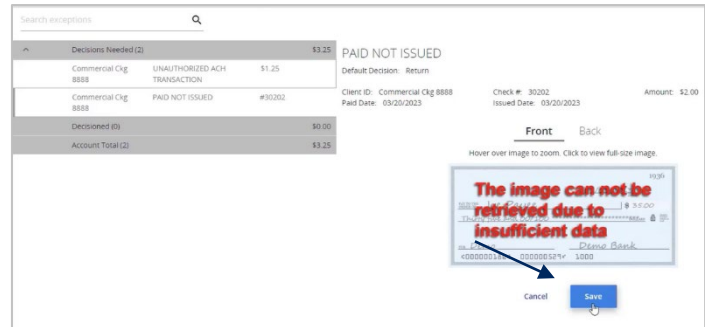 Search exceptions
Decisions Needed (2) $3.25
Commercial Ckg 8888 UNAUTHORIZED ACH TRANSACTION $1.25
Commercial Ckg 8888 PAID NOT ISSUED #30202
Decisioned (0) $0.00
Account Total (2) $3.25
PAID NOT ISSUED
Default Decision: Return
Client ID: Commercial Ckg 8888 Check #: 30202 Amount: $2.00
Paid Date: 03/20/2023 Issued Date: 03/20/2023
Front Back
Hover over image to zoom. Click to view full-size image.
The image can not be
retrieved due to
insufficient data
$ 35.00
Demo Demo Bank
1000
Cancel Save